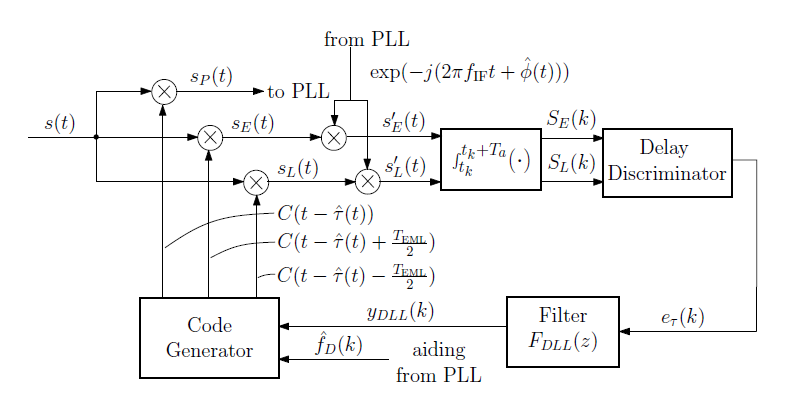 from PLL
exp(−j(2πf_IF t + ϕ̂(t)))
s_P(t)
to PLL
s(t)
s_E(t)
s′_E(t)
S_E(k)
s_L(t)
s′_L(t)
∫_{t_k}^{t_k+T_a}(·)
S_L(k)
Delay
Discriminator
C(t − τ̂(t))
C(t − τ̂(t) + T_EML/2)
C(t − τ̂(t) − T_EML/2)
Code
Generator
y_DLL(k)
f̂_D(k)
aiding
from PLL
Filter
F_DLL(z)
e_τ(k)